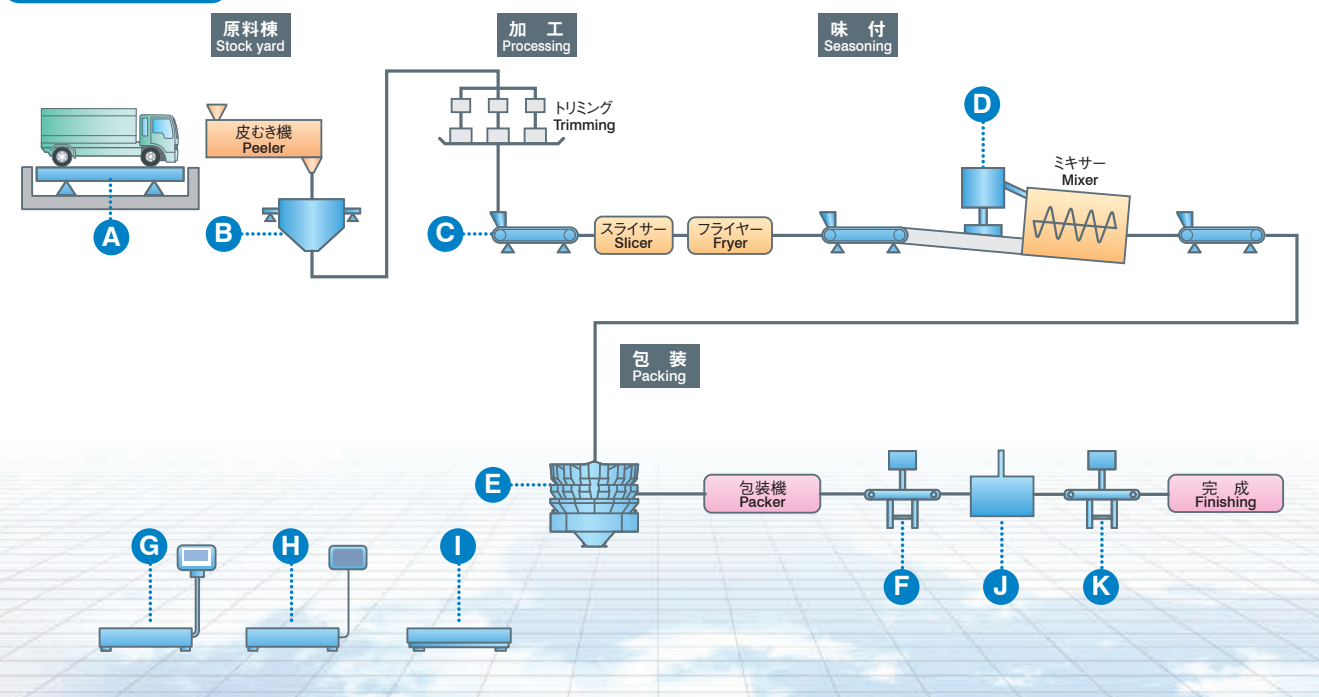 原料棟
Stock yard
加　工
Processing
味　付
Seasoning
A
皮むき機
Peeler
B
トリミング
Trimming
C
スライサー
Slicer
フライヤー
Fryer
D
ミキサー
Mixer
包　装
Packing
E
包装機
Packer
F
J
K
完　成
Finishing
G
H
I